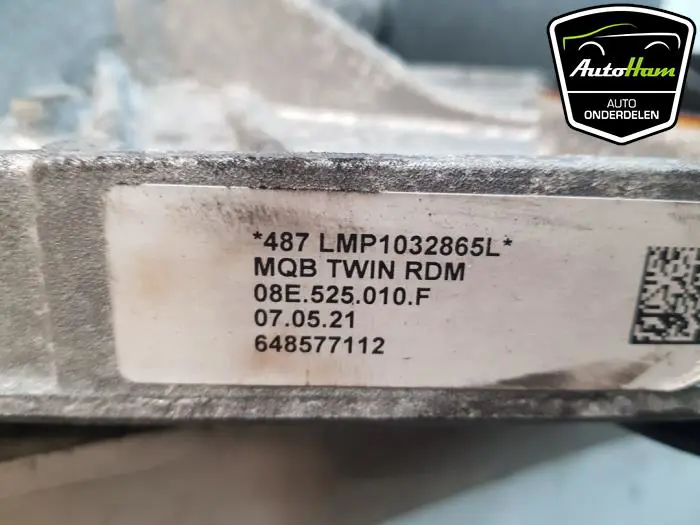 AutoHam
AUTO
ONDERDELEN
*487 LMP1032865L*
MQB TWIN RDM
08E.525.010.F
07.05.21
648577112